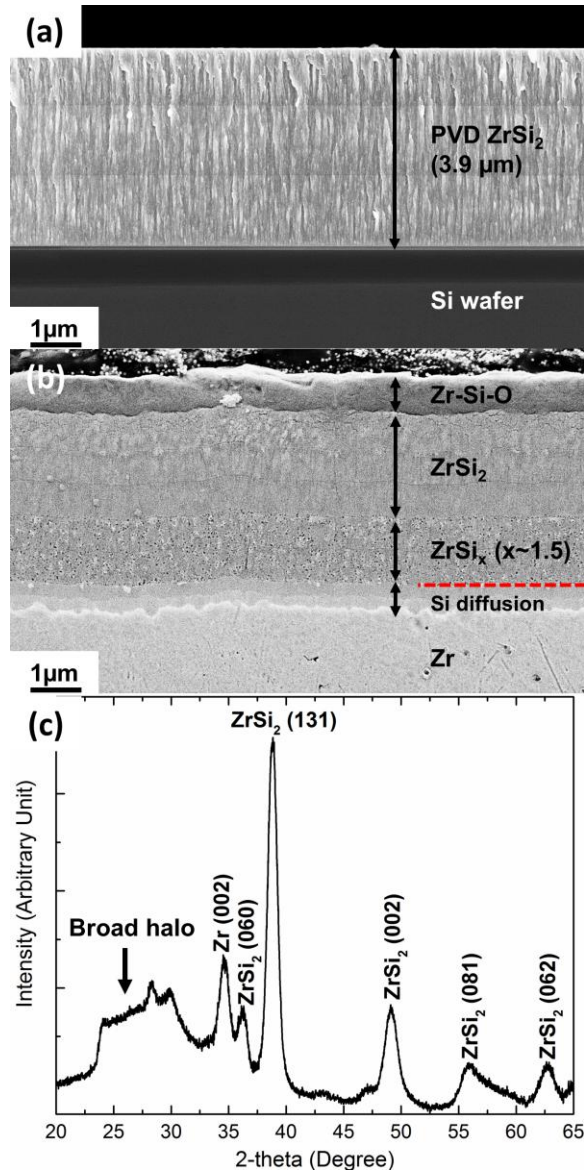 (a)
PVD ZrSi₂
(3.9 µm)
Si wafer
1µm
(b)
Zr-Si-O
ZrSi₂
ZrSiₓ (x~1.5)
Si diffusion
Zr
1µm
(c)
ZrSi₂ (131)
Broad halo
Zr (002)
ZrSi₂ (060)
ZrSi₂ (002)
ZrSi₂ (081)
ZrSi₂ (062)
Intensity (Arbitrary Unit)
20 25 30 35 40 45 50 55 60 65
2-theta (Degree)